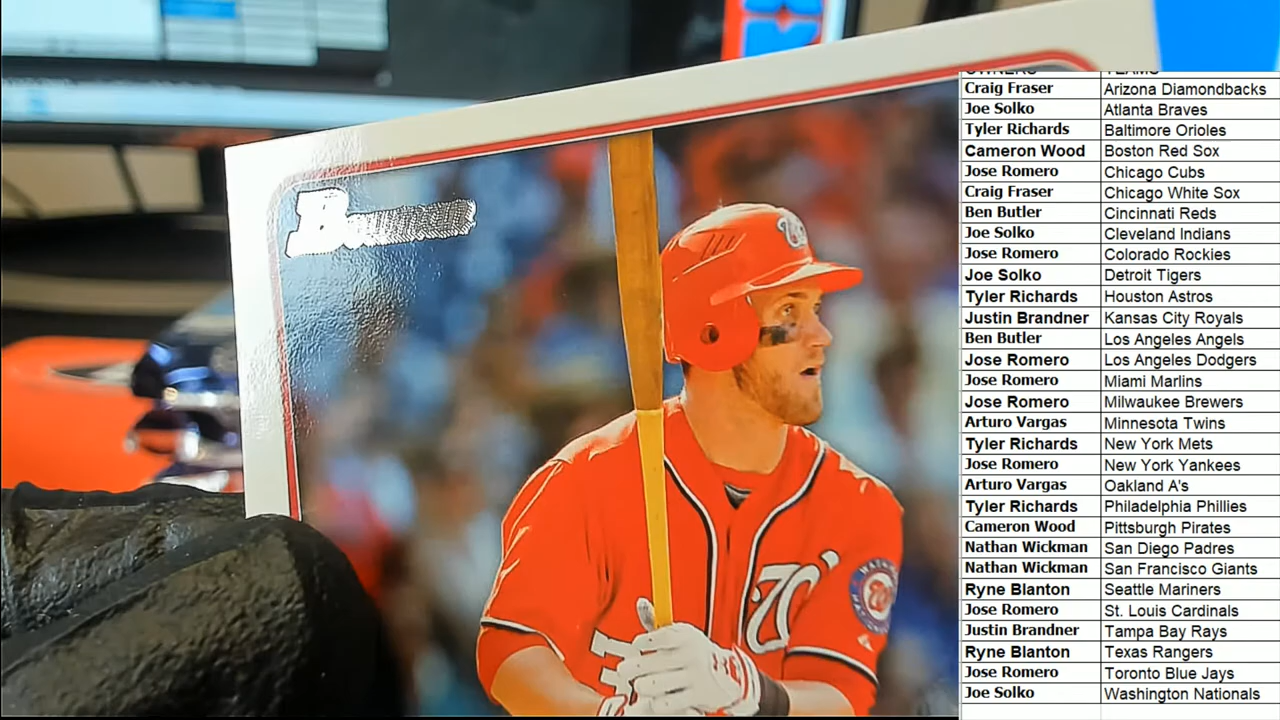 Bowman
OWNERS TEAMS
Craig Fraser Arizona Diamondbacks
Joe Solko Atlanta Braves
Tyler Richards Baltimore Orioles
Cameron Wood Boston Red Sox
Jose Romero Chicago Cubs
Craig Fraser Chicago White Sox
Ben Butler Cincinnati Reds
Joe Solko Cleveland Indians
Jose Romero Colorado Rockies
Joe Solko Detroit Tigers
Tyler Richards Houston Astros
Justin Brandner Kansas City Royals
Ben Butler Los Angeles Angels
Jose Romero Los Angeles Dodgers
Jose Romero Miami Marlins
Jose Romero Milwaukee Brewers
Arturo Vargas Minnesota Twins
Tyler Richards New York Mets
Jose Romero New York Yankees
Arturo Vargas Oakland A's
Tyler Richards Philadelphia Phillies
Cameron Wood Pittsburgh Pirates
Nathan Wickman San Diego Padres
Nathan Wickman San Francisco Giants
Ryne Blanton Seattle Mariners
Jose Romero St. Louis Cardinals
Justin Brandner Tampa Bay Rays
Ryne Blanton Texas Rangers
Jose Romero Toronto Blue Jays
Joe Solko Washington Nationals